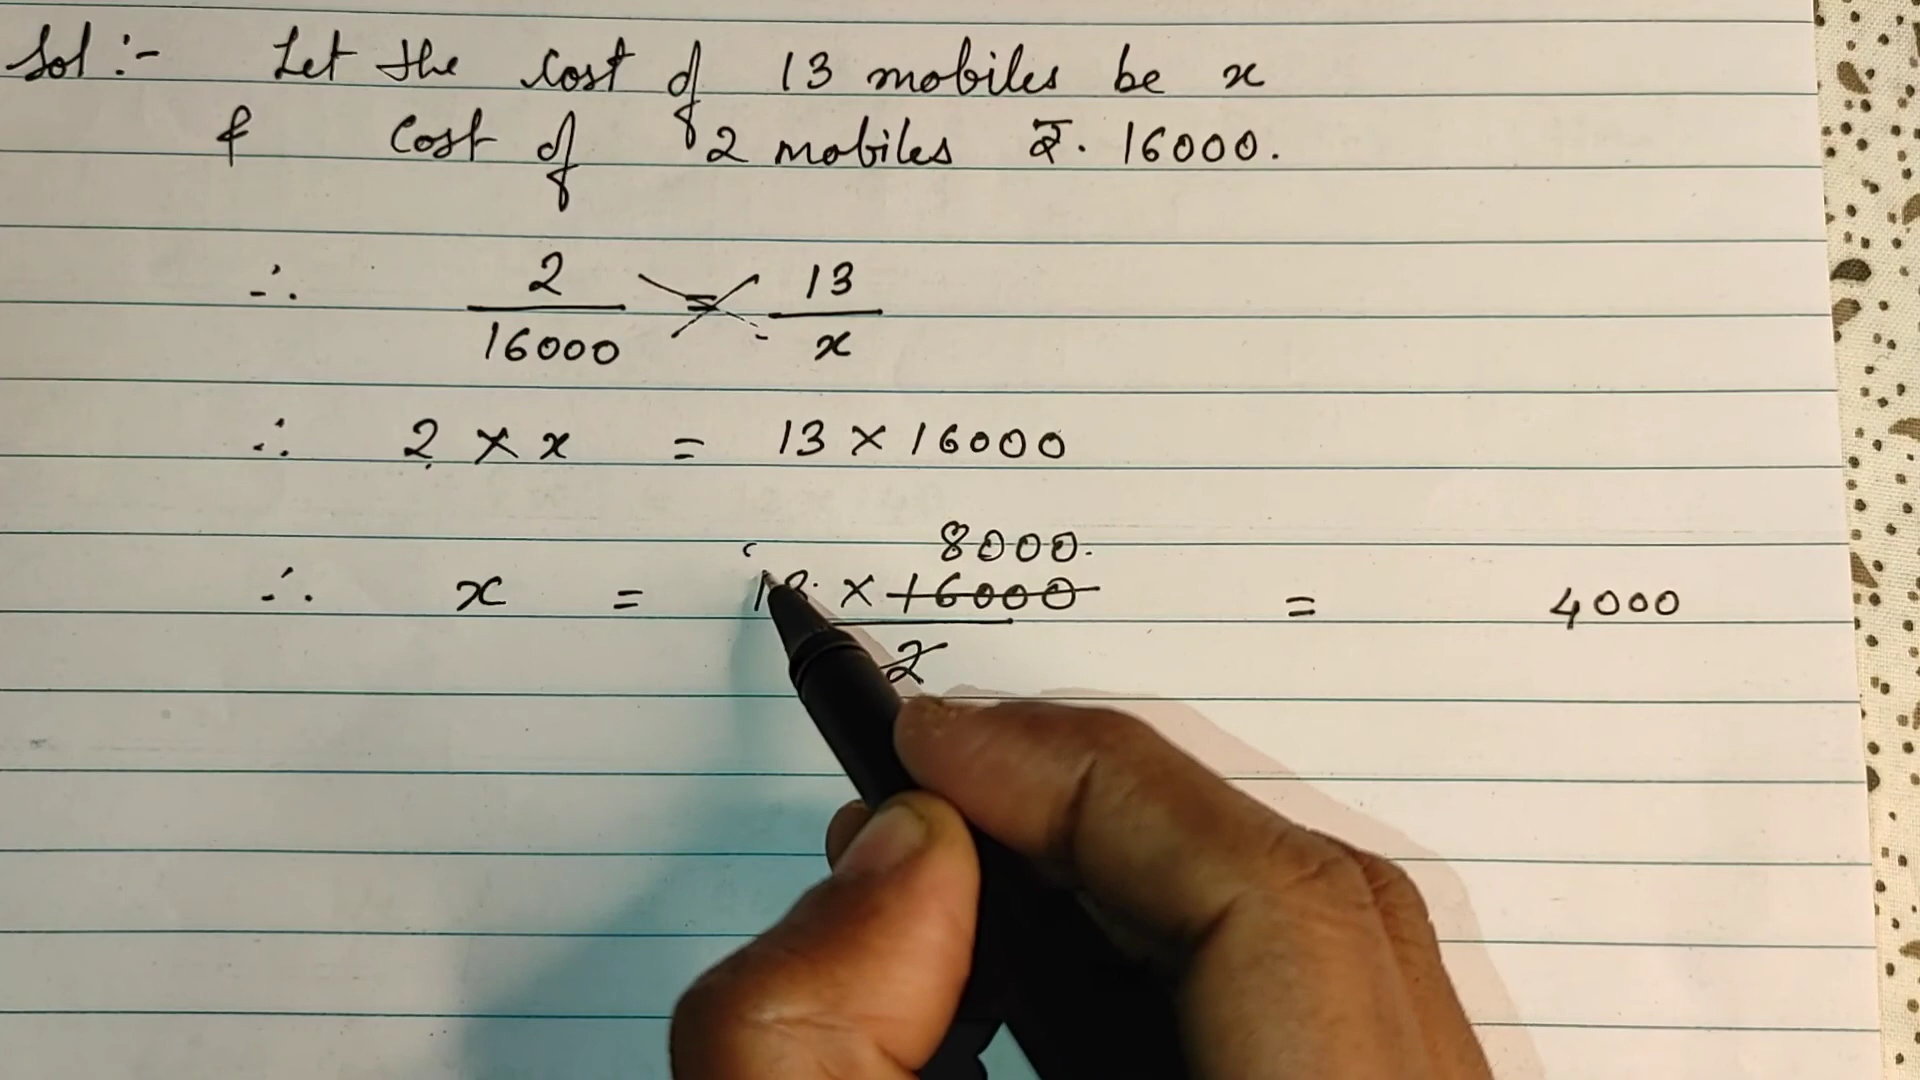 Sol :- Let the cost of 13 mobiles be x
& Cost of 2 mobiles ₹. 16000.
∴ 2/16000 = 13/x
∴ 2 × x = 13 × 16000
8000.
∴ x = 13 × 16000 / 2 = 4000